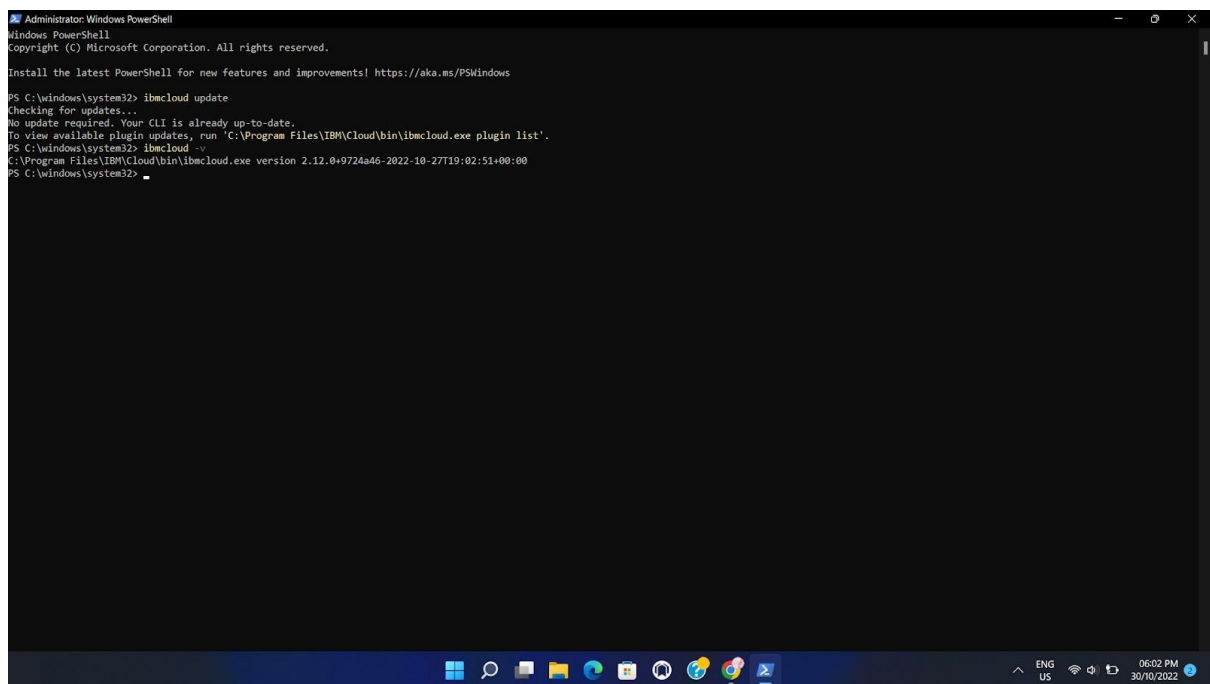 Administrator: Windows PowerShell
Windows PowerShell
Copyright (C) Microsoft Corporation. All rights reserved.
Install the latest PowerShell for new features and improvements! https://aka.ms/PSWindows
PS C:\windows\system32> ibmcloud update
Checking for updates...
No update required. Your CLI is already up-to-date.
To view available plugin updates, run 'C:\Program Files\IBM\Cloud\bin\ibmcloud.exe plugin list'.
PS C:\windows\system32> ibmcloud -v
C:\Program Files\IBM\Cloud\bin\ibmcloud.exe version 2.12.0+9724a46-2022-10-27T19:02:51+00:00
PS C:\windows\system32>
ENG
US
06:02 PM
30/10/2022
2